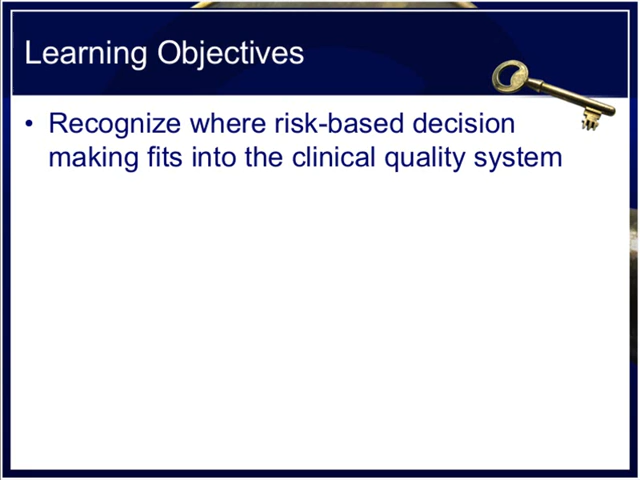 Learning Objectives
• Recognize where risk-based decision
making fits into the clinical quality system